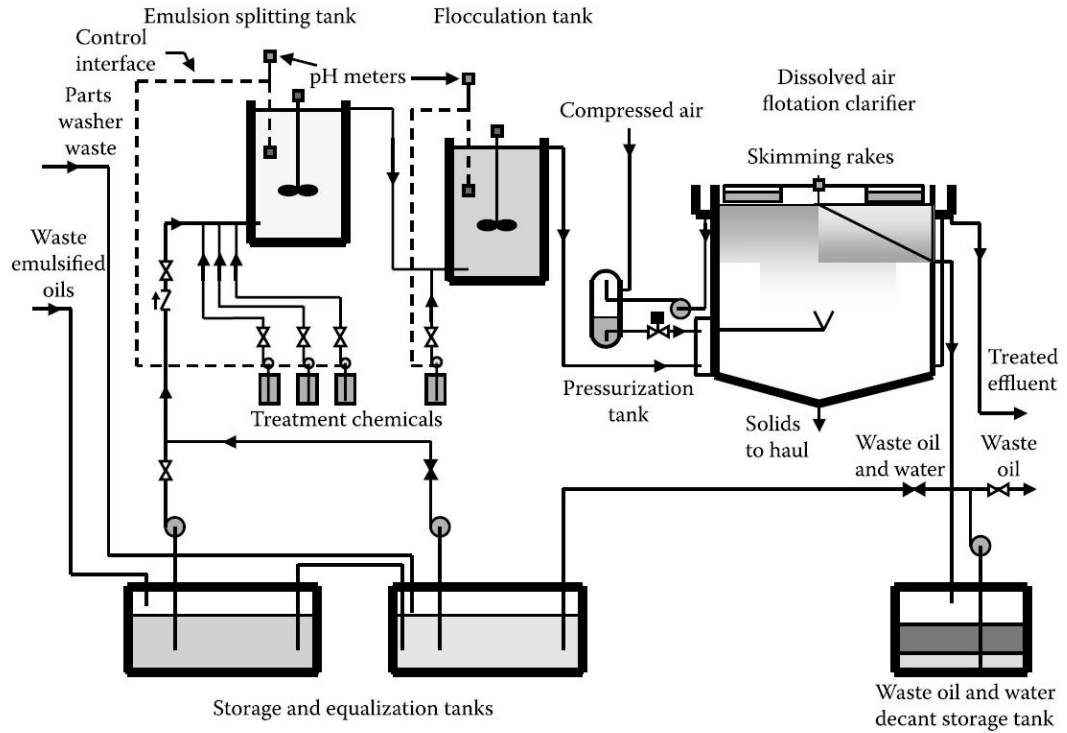 Emulsion splitting tank
Flocculation tank
Control
interface
pH meters
Dissolved air
flotation clarifier
Parts
washer
waste
Compressed air
Skimming rakes
Waste
emulsified
oils
Treatment chemicals
Pressurization
tank
Treated
effluent
Solids
to haul
Waste oil
and water
Waste
oil
Storage and equalization tanks
Waste oil and water
decant storage tank